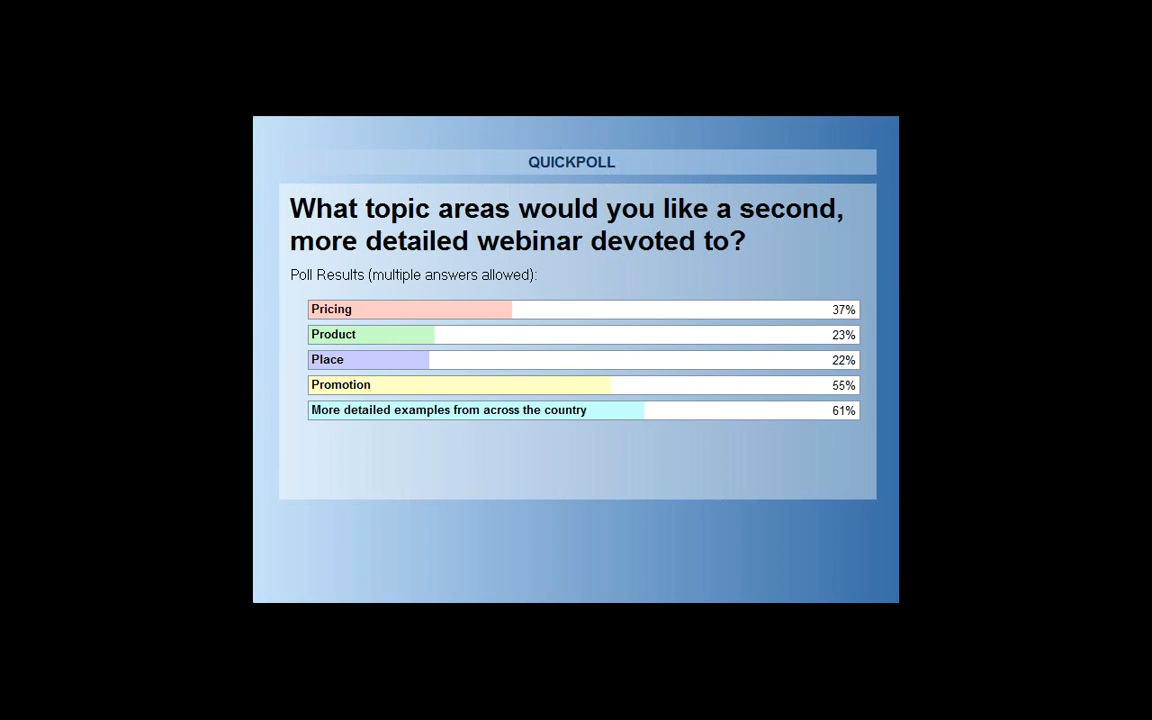 QUICKPOLL
What topic areas would you like a second,
more detailed webinar devoted to?
Poll Results (multiple answers allowed):
Pricing 37%
Product 23%
Place 22%
Promotion 55%
More detailed examples from across the country 61%